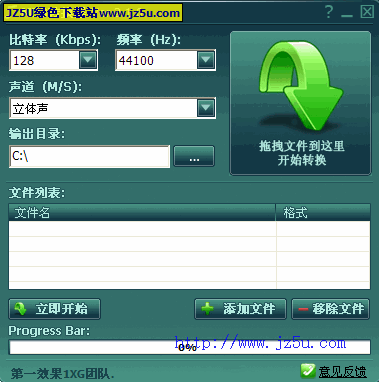 JZ5U绿色下载站www.jz5u.com
比特率 (Kbps): 频率 (Hz):
128 44100
声道 (M/S):
立体声
输出目录:
C:\ ...
拖拽文件到这里
开始转换
文件列表:
文件名 格式
立即开始 添加文件 移除文件
Progress Bar:
0%
http://www.jz5u.com
第一效果1XG团队. 意见反馈